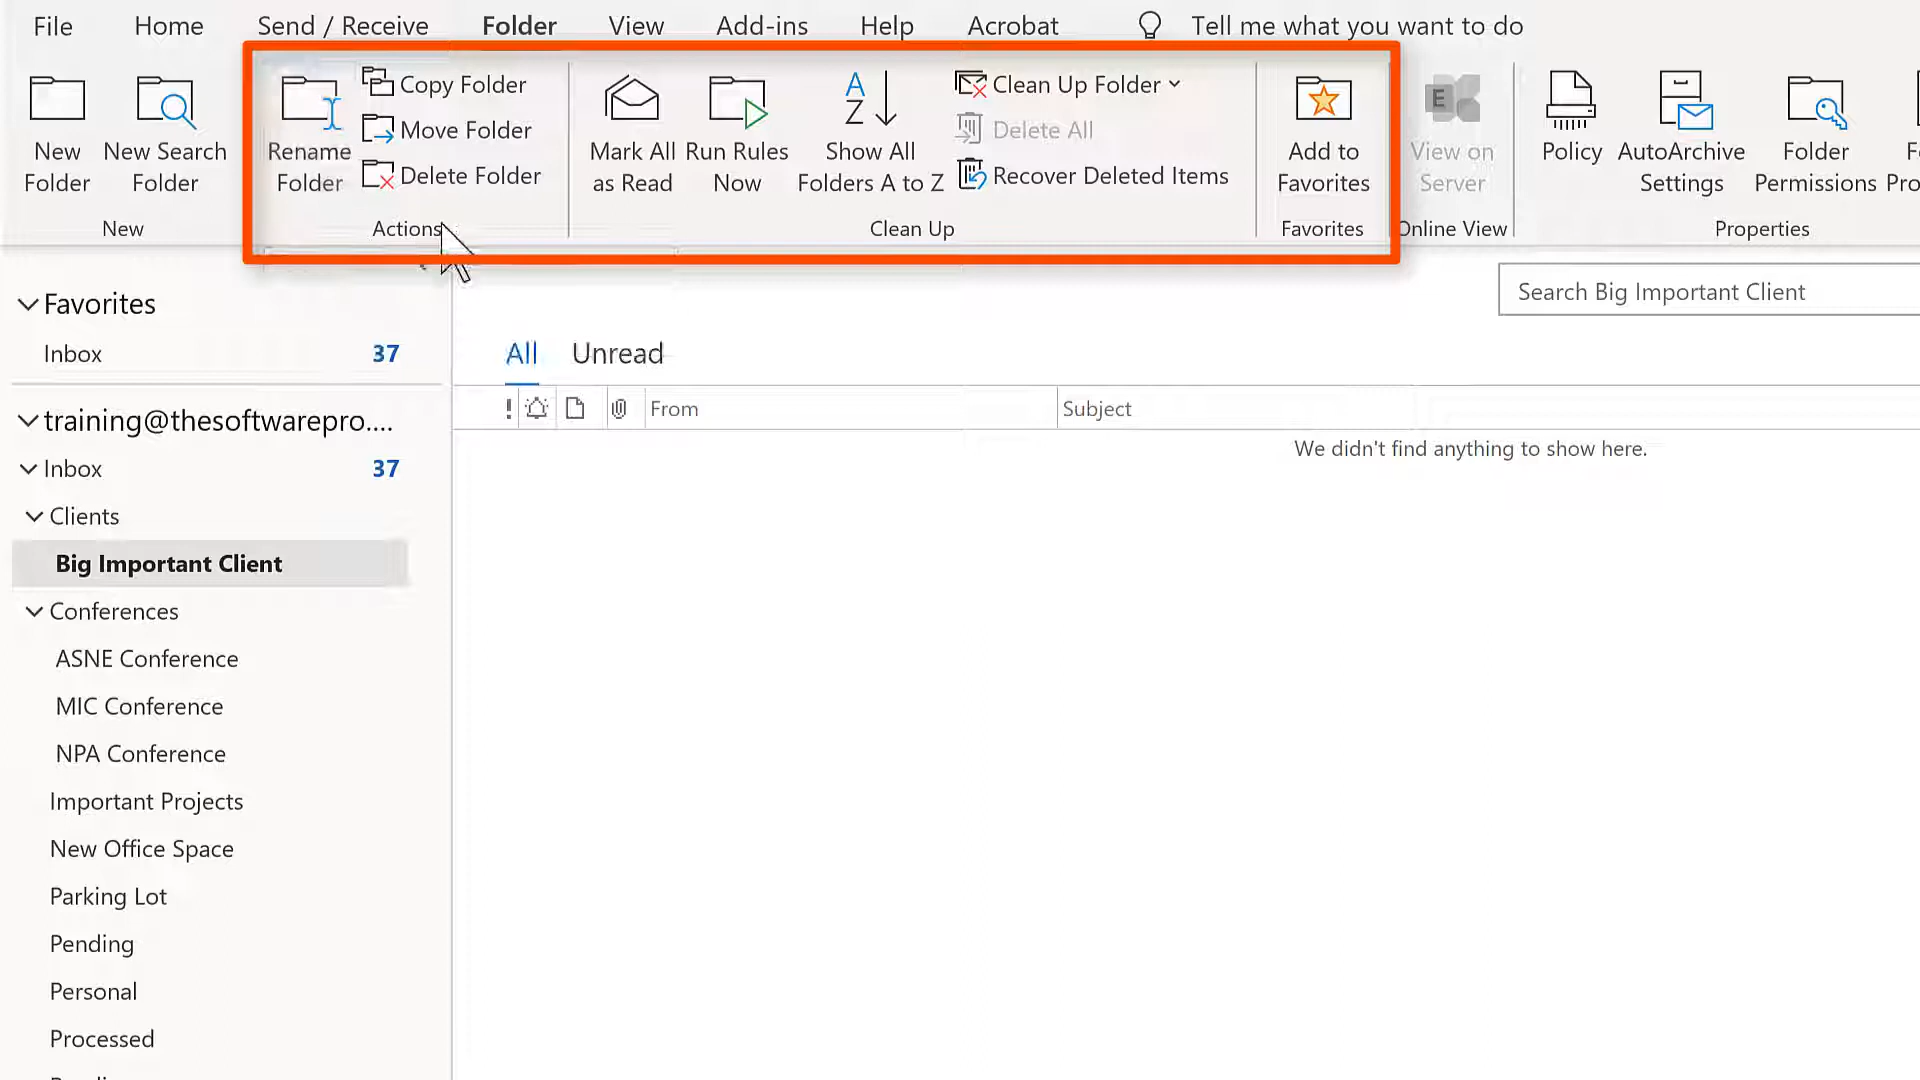 File Home Send / Receive Folder View Add-ins Help Acrobat Tell me what you want to do
New Folder
New Search Folder
New
Rename Folder
Copy Folder
Move Folder
Delete Folder
Actions
Mark All as Read
Run Rules Now
Show All Folders A to Z
Clean Up Folder
Delete All
Recover Deleted Items
Clean Up
Add to Favorites
Favorites
View on Server
Online View
Policy
AutoArchive Settings
Folder Permissions
Properties
Favorites
Inbox 37
training@thesoftwarepro....
Inbox 37
Clients
Big Important Client
Conferences
ASNE Conference
MIC Conference
NPA Conference
Important Projects
New Office Space
Parking Lot
Pending
Personal
Processed
Search Big Important Client
All Unread
From Subject
We didn't find anything to show here.